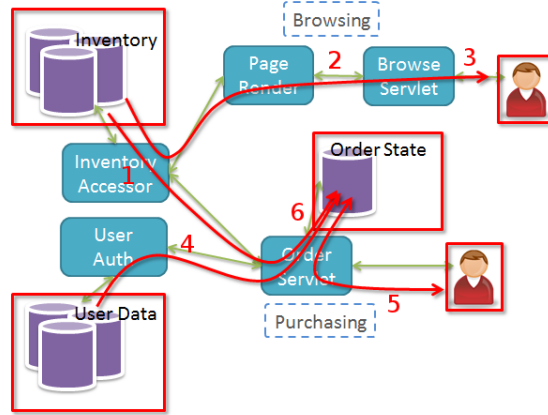 Browsing
Inventory
Page
Render
2
Browse
Servlet
3
Order State
Inventory
Accessor
1
6
User
Auth
4
Order
Servlet
5
User Data
Purchasing